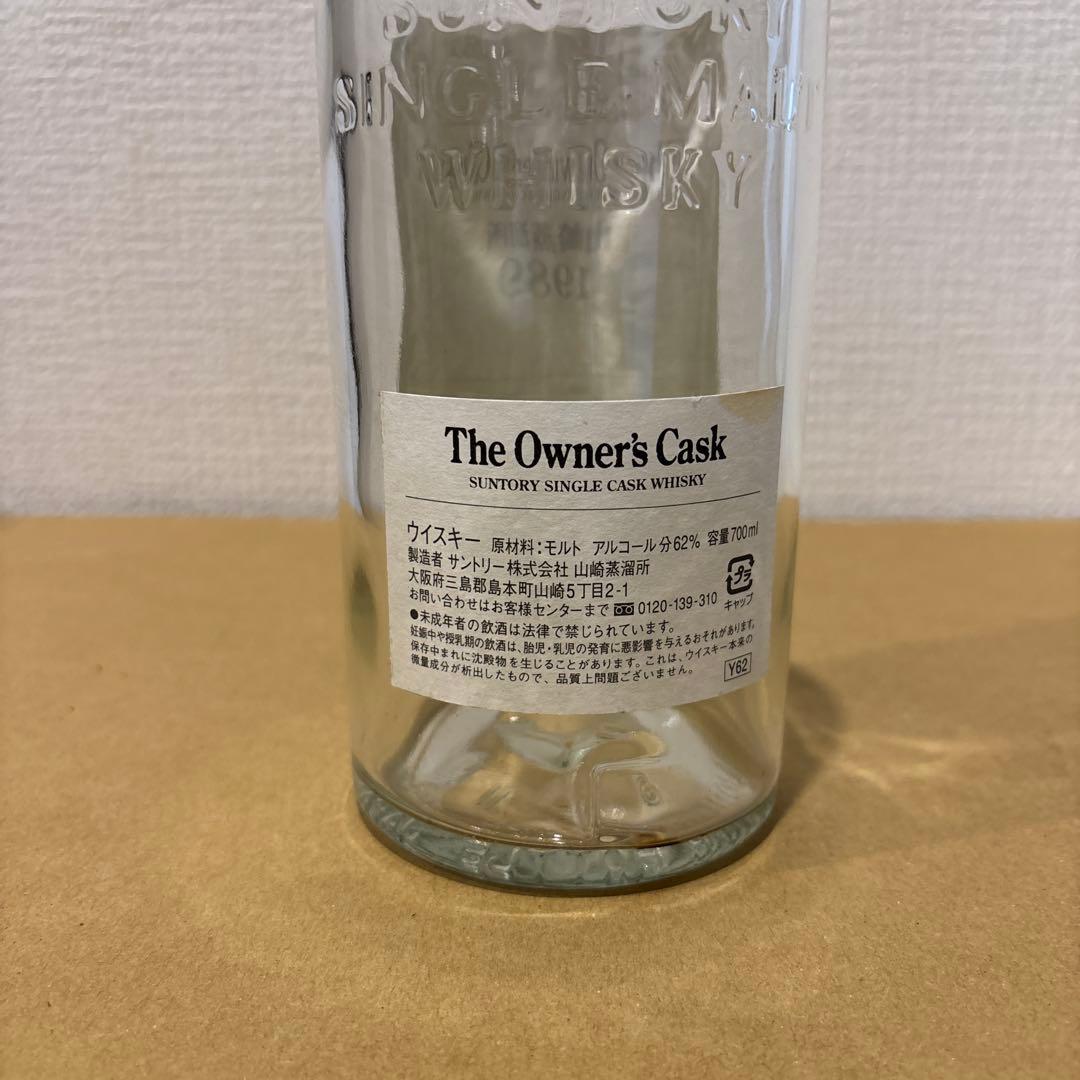 SUNTORY
SINGLE MALT
WHISKY
1989
The Owner's Cask
SUNTORY SINGLE CASK WHISKY
ウイスキー 原材料:モルト アルコール分62% 容量700ml
製造者 サントリー株式会社 山崎蒸溜所
大阪府三島郡島本町山崎5丁目2-1
お問い合わせはお客様センターまで 0120-139-310
プラ
キャップ
●未成年者の飲酒は法律で禁じられています。
妊娠中や授乳期の飲酒は、胎児・乳児の発育に悪影響を与えるおそれがあります。
保存中まれに沈殿物を生じることがあります。これは、ウイスキー本来の
微量成分が析出したもので、品質上問題ございません。
Y62